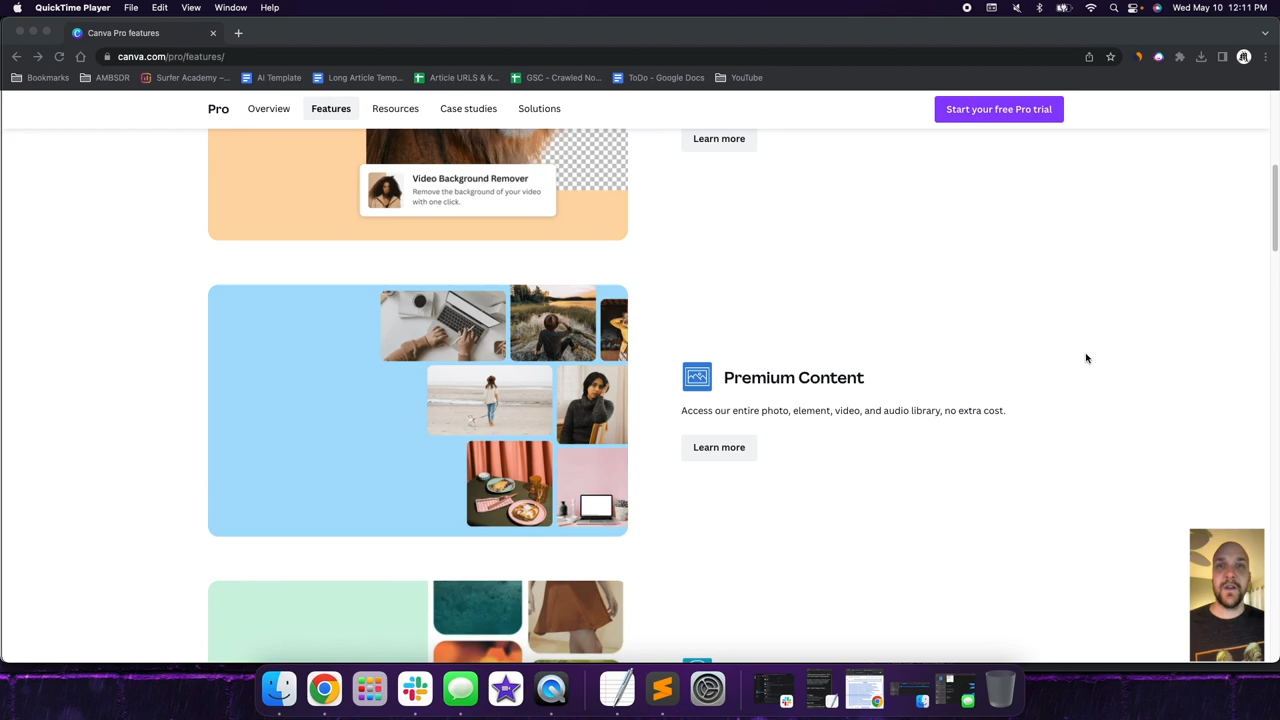 QuickTime Player File Edit View Window Help Wed May 10 12:11 PM
Canva Pro features
canva.com/pro/features/
Bookmarks AMBSDR Surfer Academy –... AI Template Long Article Temp... Article URLS & K... GSC - Crawled No... ToDo - Google Docs YouTube
Pro Overview Features Resources Case studies Solutions Start your free Pro trial
Learn more
Video Background Remover
Remove the background of your video
with one click.
Premium Content
Access our entire photo, element, video, and audio library, no extra cost.
Learn more